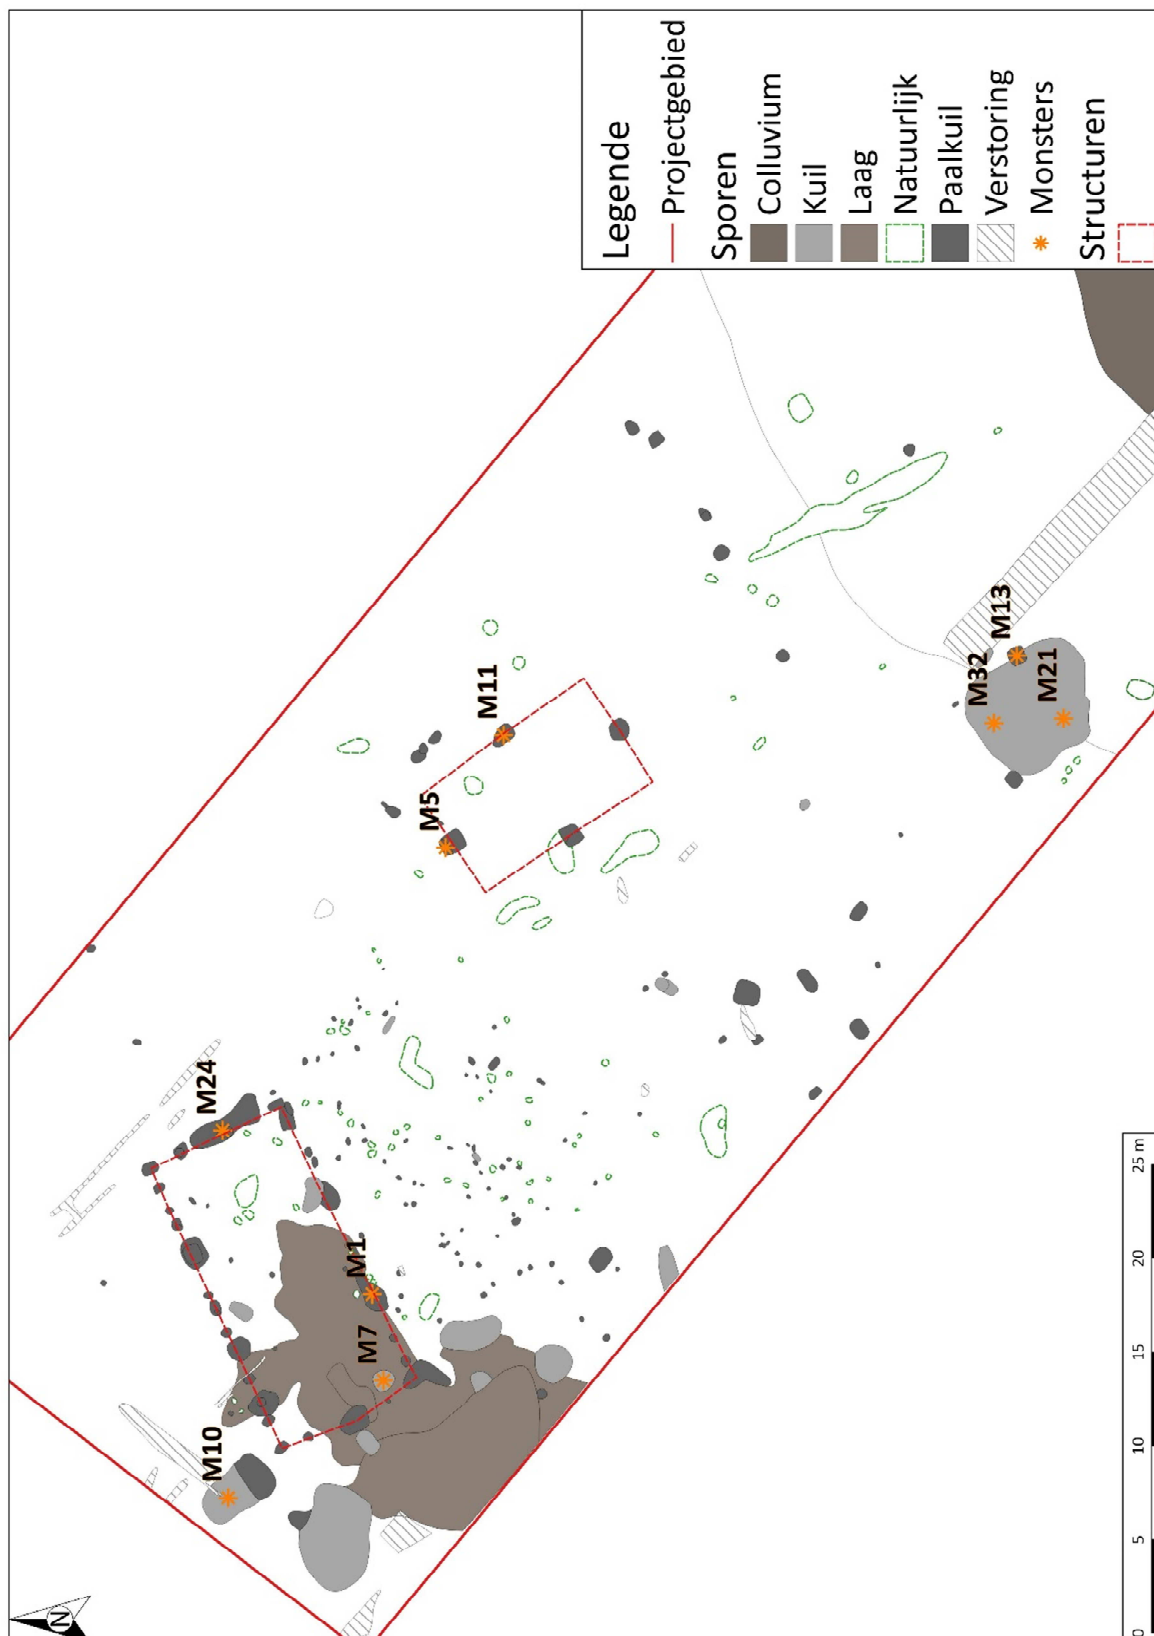 Legende
Projectgebied
Sporen
Colluvium
Kuil
Laag
Natuurlijk
Paalkuil
Verstoring
Monsters
Structuren
N
M10
M7
M1
M24
M5
M11
M32
M13
M21
0 5 10 15 20 25 m